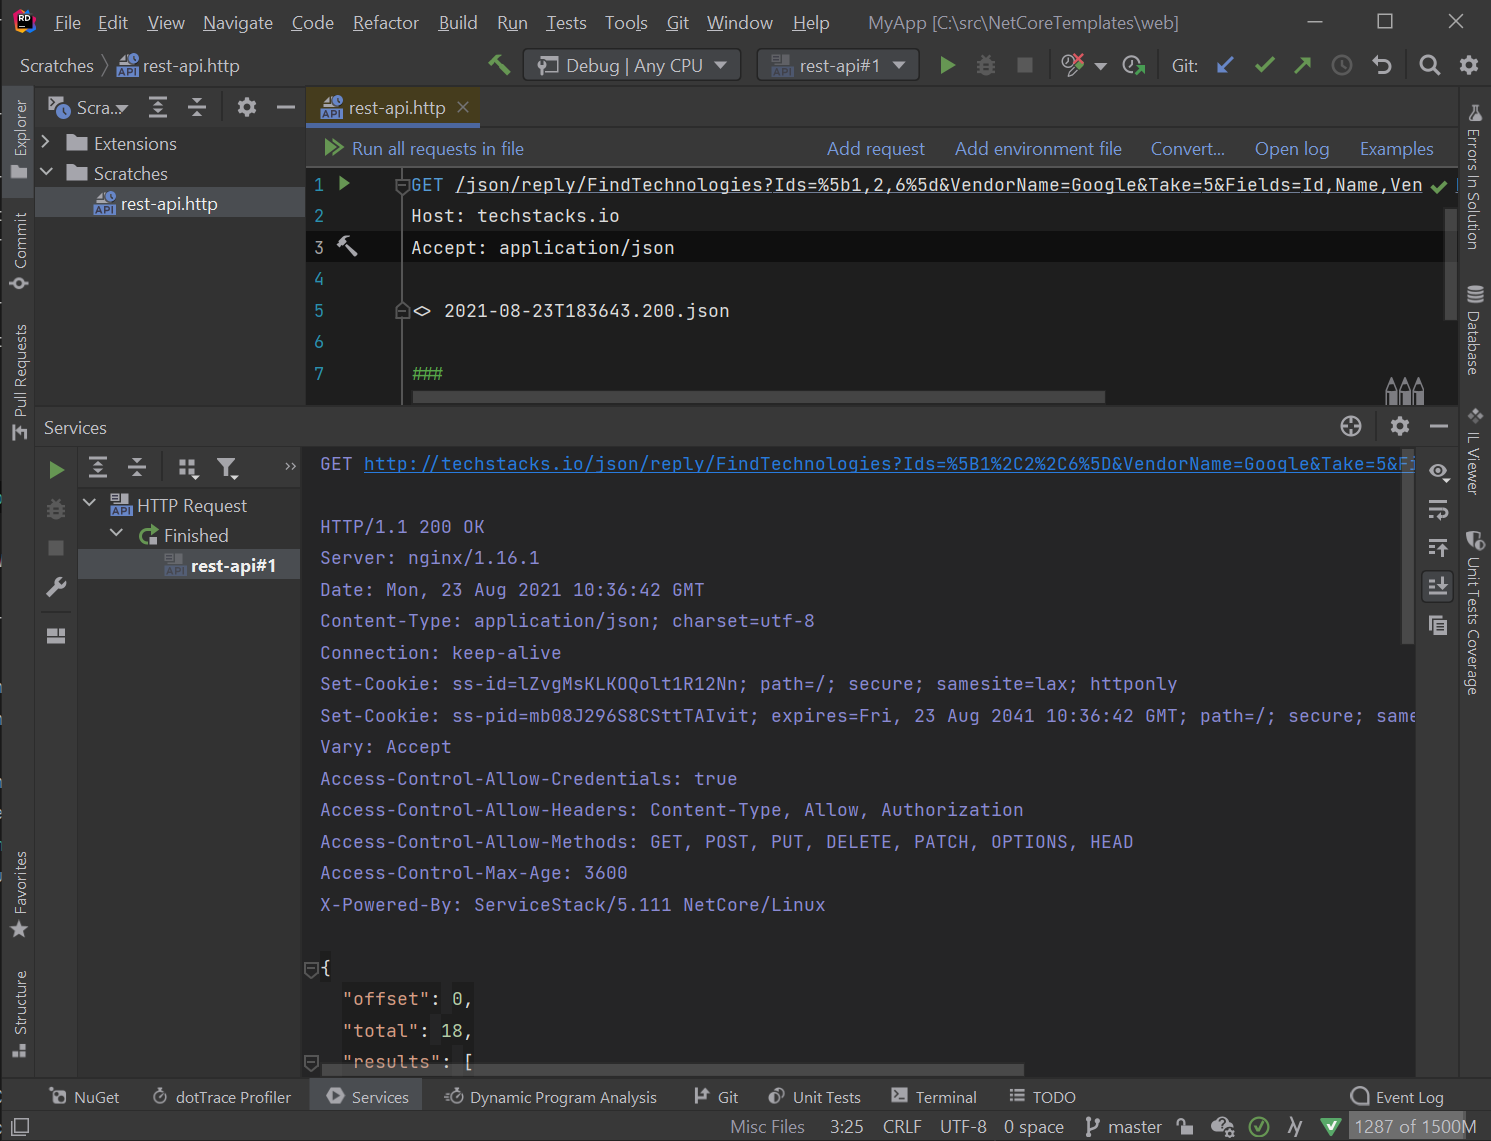 RD File Edit View Navigate Code Refactor Build Run Tests Tools Git Window Help MyApp [C:\src\NetCoreTemplates\web]
Scratches rest-api.http Debug | Any CPU rest-api#1 Git:
Scra... rest-api.http
Extensions
Scratches
rest-api.http
Run all requests in file Add request Add environment file Convert... Open log Examples
1 GET /json/reply/FindTechnologies?Ids=%5b1,2,6%5d&VendorName=Google&Take=5&Fields=Id,Name,Ven
2 Host: techstacks.io
3 Accept: application/json
4
5 <> 2021-08-23T183643.200.json
6
7 ###
Explorer
Commit
Pull Requests
Favorites
Structure
Errors In Solution
Database
IL Viewer
Unit Tests Coverage
Services
HTTP Request
Finished
rest-api#1
GET http://techstacks.io/json/reply/FindTechnologies?Ids=%5B1%2C2%2C6%5D&VendorName=Google&Take=5&Fi
HTTP/1.1 200 OK
Server: nginx/1.16.1
Date: Mon, 23 Aug 2021 10:36:42 GMT
Content-Type: application/json; charset=utf-8
Connection: keep-alive
Set-Cookie: ss-id=lZvgMsKLKOQolt1R12Nn; path=/; secure; samesite=lax; httponly
Set-Cookie: ss-pid=mb08J296S8CSttTAIvit; expires=Fri, 23 Aug 2041 10:36:42 GMT; path=/; secure; same
Vary: Accept
Access-Control-Allow-Credentials: true
Access-Control-Allow-Headers: Content-Type, Allow, Authorization
Access-Control-Allow-Methods: GET, POST, PUT, DELETE, PATCH, OPTIONS, HEAD
Access-Control-Max-Age: 3600
X-Powered-By: ServiceStack/5.111 NetCore/Linux
{
"offset": 0,
"total": 18,
"results": [
NuGet dotTrace Profiler Services Dynamic Program Analysis Git Unit Tests Terminal TODO Event Log
Misc Files 3:25 CRLF UTF-8 0 space master 1287 of 1500M